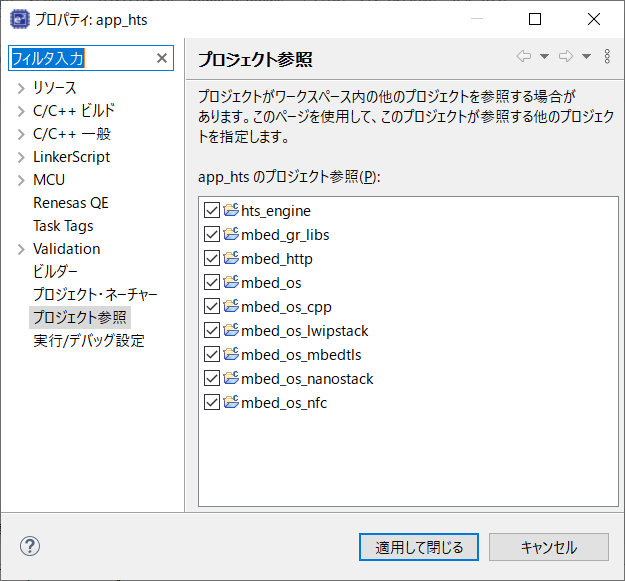 プロパティ: app_hts
フィルタ入力
プロジェクト参照
リソース
C/C++ ビルド
C/C++ 一般
LinkerScript
MCU
Renesas QE
Task Tags
Validation
ビルダー
プロジェクト・ネーチャー
プロジェクト参照
実行/デバッグ設定
プロジェクトがワークスペース内の他のプロジェクトを参照する場合が
あります。このページを使用して、このプロジェクトが参照する他のプロジェク
トを指定します。
app_hts のプロジェクト参照(P):
hts_engine
mbed_gr_libs
mbed_http
mbed_os
mbed_os_cpp
mbed_os_lwipstack
mbed_os_mbedtls
mbed_os_nanostack
mbed_os_nfc
適用して閉じる
キャンセル